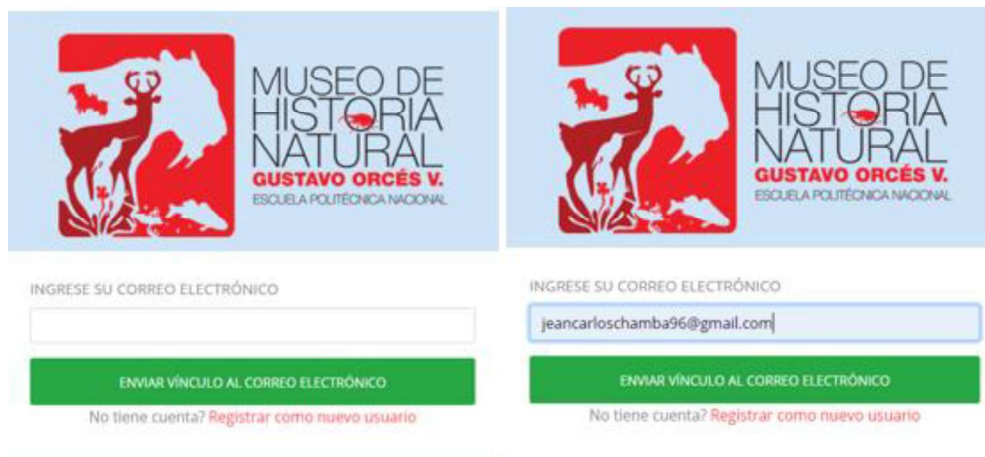 MUSEO DE
HISTORIA
NATURAL
GUSTAVO ORCÉS V.
ESCUELA POLITÉCNICA NACIONAL
INGRESE SU CORREO ELECTRÓNICO
ENVIAR VÍNCULO AL CORREO ELECTRÓNICO
No tiene cuenta? Registrar como nuevo usuario
MUSEO DE
HISTORIA
NATURAL
GUSTAVO ORCÉS V.
ESCUELA POLITÉCNICA NACIONAL
INGRESE SU CORREO ELECTRÓNICO
jeancarloschamba96@gmail.com
ENVIAR VÍNCULO AL CORREO ELECTRÓNICO
No tiene cuenta? Registrar como nuevo usuario